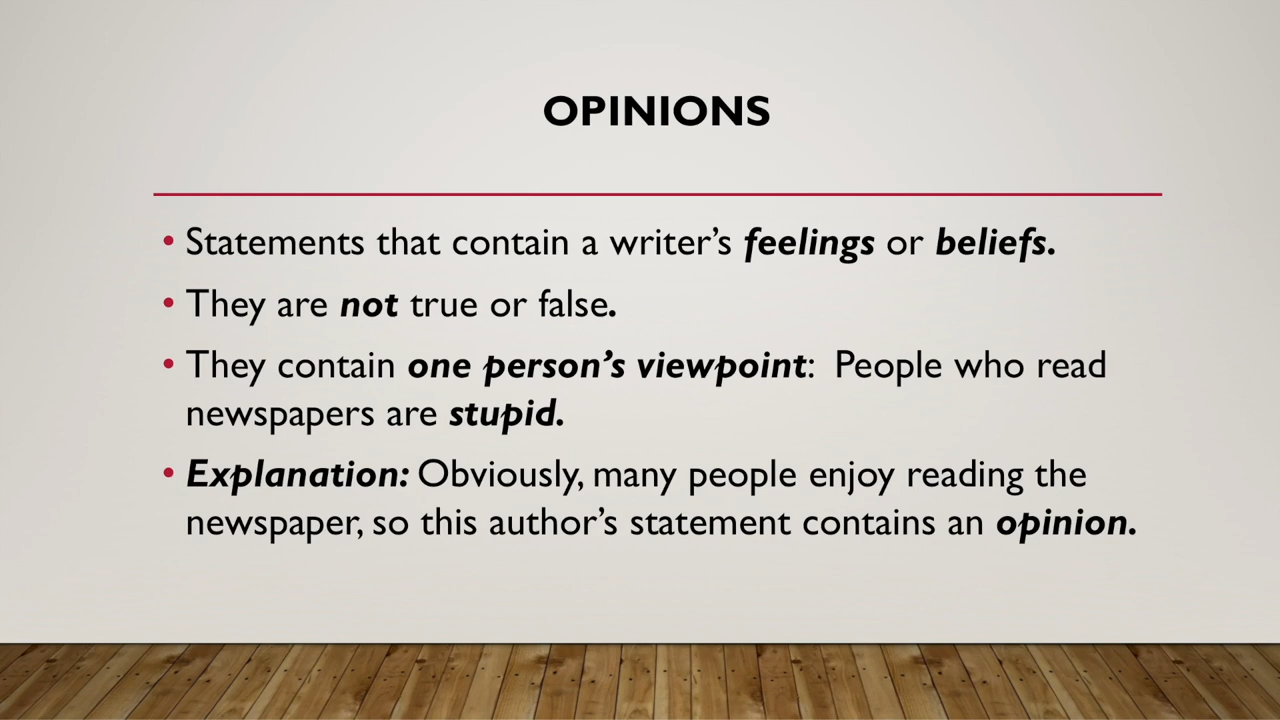 OPINIONS
• Statements that contain a writer’s feelings or beliefs.
• They are not true or false.
• They contain one person’s viewpoint:  People who read
newspapers are stupid.
• Explanation: Obviously, many people enjoy reading the
newspaper, so this author’s statement contains an opinion.